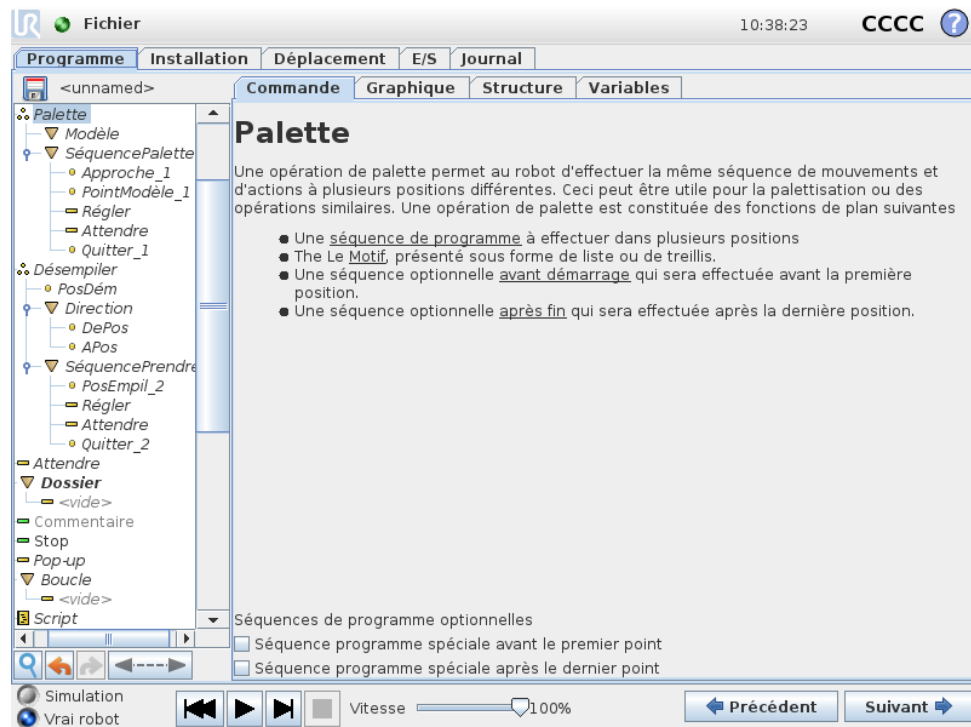 UR Fichier 10:38:23 CCCC ?
Programme Installation Déplacement E/S Journal
<unnamed>
Commande Graphique Structure Variables
Palette
Modèle
SéquencePalette
Approche_1
PointModèle_1
Régler
Attendre
Quitter_1
Désempiler
PosDém
Direction
DePos
APos
SéquencePrendre
PosEmpil_2
Régler
Attendre
Quitter_2
Attendre
Dossier
<vide>
Commentaire
Stop
Pop-up
Boucle
<vide>
Script
Palette
Une opération de palette permet au robot d'effectuer la même séquence de mouvements et
d'actions à plusieurs positions différentes. Ceci peut être utile pour la palettisation ou des
opérations similaires. Une opération de palette est constituée des fonctions de plan suivantes
Une séquence de programme à effectuer dans plusieurs positions
The Le Motif, présenté sous forme de liste ou de treillis.
Une séquence optionnelle avant démarrage qui sera effectuée avant la première
position.
Une séquence optionnelle après fin qui sera effectuée après la dernière position.
Séquences de programme optionnelles
Séquence programme spéciale avant le premier point
Séquence programme spéciale après le dernier point
Simulation
Vrai robot
Vitesse 100%
Précédent Suivant